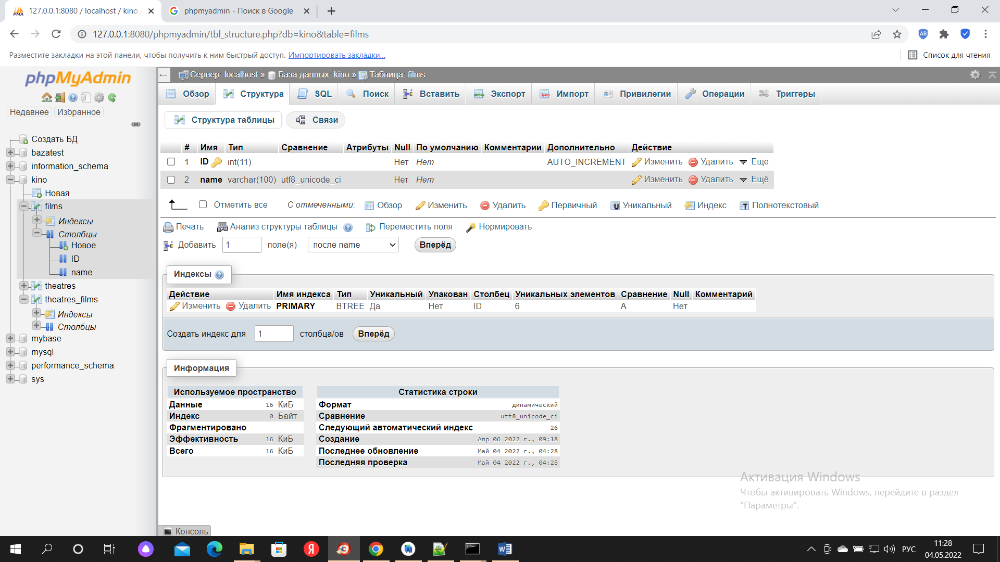 127.0.0.1:8080 / localhost / kino
phpmyadmin - Поиск в Google
127.0.0.1:8080/phpmyadmin/tbl_structure.php?db=kino&table=films
Разместите закладки на этой панели, чтобы получить к ним быстрый доступ. Импортировать закладки...
Список для чтения
phpMyAdmin
Недавнее Избранное
Создать БД
bazatest
information_schema
kino
Новая
films
Индексы
Столбцы
Новое
ID
name
theatres
theatres_films
Индексы
Столбцы
mybase
mysql
performance_schema
sys
Сервер: localhost » База данных: kino » Таблица: films
Обзор Структура SQL Поиск Вставить Экспорт Импорт Привилегии Операции Триггеры
Структура таблицы Связи
# Имя Тип Сравнение Атрибуты Null По умолчанию Комментарии Дополнительно Действие
1 ID int(11) Нет Нет AUTO_INCREMENT Изменить Удалить Ещё
2 name varchar(100) utf8_unicode_ci Нет Нет Изменить Удалить Ещё
Отметить все С отмеченными: Обзор Изменить Удалить Первичный Уникальный Индекс Полнотекстовый
Печать Анализ структуры таблицы Переместить поля Нормировать
Добавить 1 поле(я) после name Вперёд
Индексы
Действие Имя индекса Тип Уникальный Упакован Столбец Уникальных элементов Сравнение Null Комментарий
Изменить Удалить PRIMARY BTREE Да Нет ID 6 A Нет
Создать индекс для 1 столбца/ов Вперёд
Информация
Используемое пространство
Данные 16 КиБ
Индекс 0 Байт
Фрагментировано
Эффективность 16 КиБ
Всего 16 КиБ
Статистика строки
Формат динамический
Сравнение utf8_unicode_ci
Следующий автоматический индекс 26
Создание Апр 06 2022 г., 09:18
Последнее обновление Май 04 2022 г., 04:28
Последняя проверка Май 04 2022 г., 04:28
Активация Windows
Чтобы активировать Windows, перейдите в раздел
"Параметры".
Консоль
РУС
11:28
04.05.2022